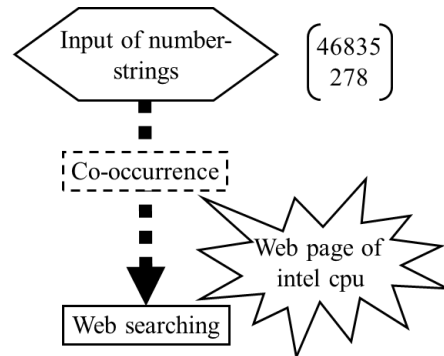 Input of number-
strings
46835
278
Co-occurrence
Web page of
intel cpu
Web searching